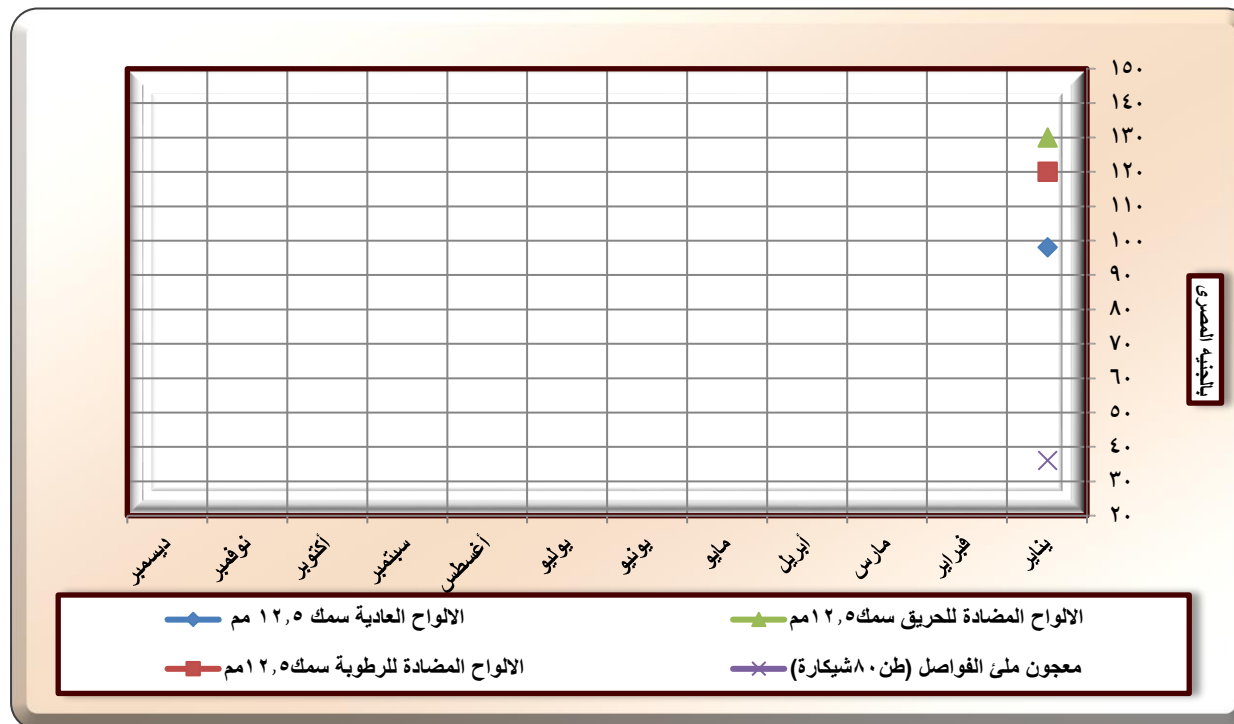 ١٥٠
١٤٠
١٣٠
١٢٠
١١٠
١٠٠
٩٠
٨٠
٧٠
٦٠
٥٠
٤٠
٣٠
٢٠
بالجنيه المصرى
يناير
فبراير
مارس
أبريل
مايو
يونيو
يوليو
أغسطس
سبتمبر
أكتوبر
نوفمبر
ديسمبر
الالواح المضادة للحريق سمك١٢,٥مم
الالواح العادية سمك ١٢,٥ مم
معجون ملئ الفواصل (طن٨٠شيكارة)
الالواح المضادة للرطوبة سمك١٢,٥مم